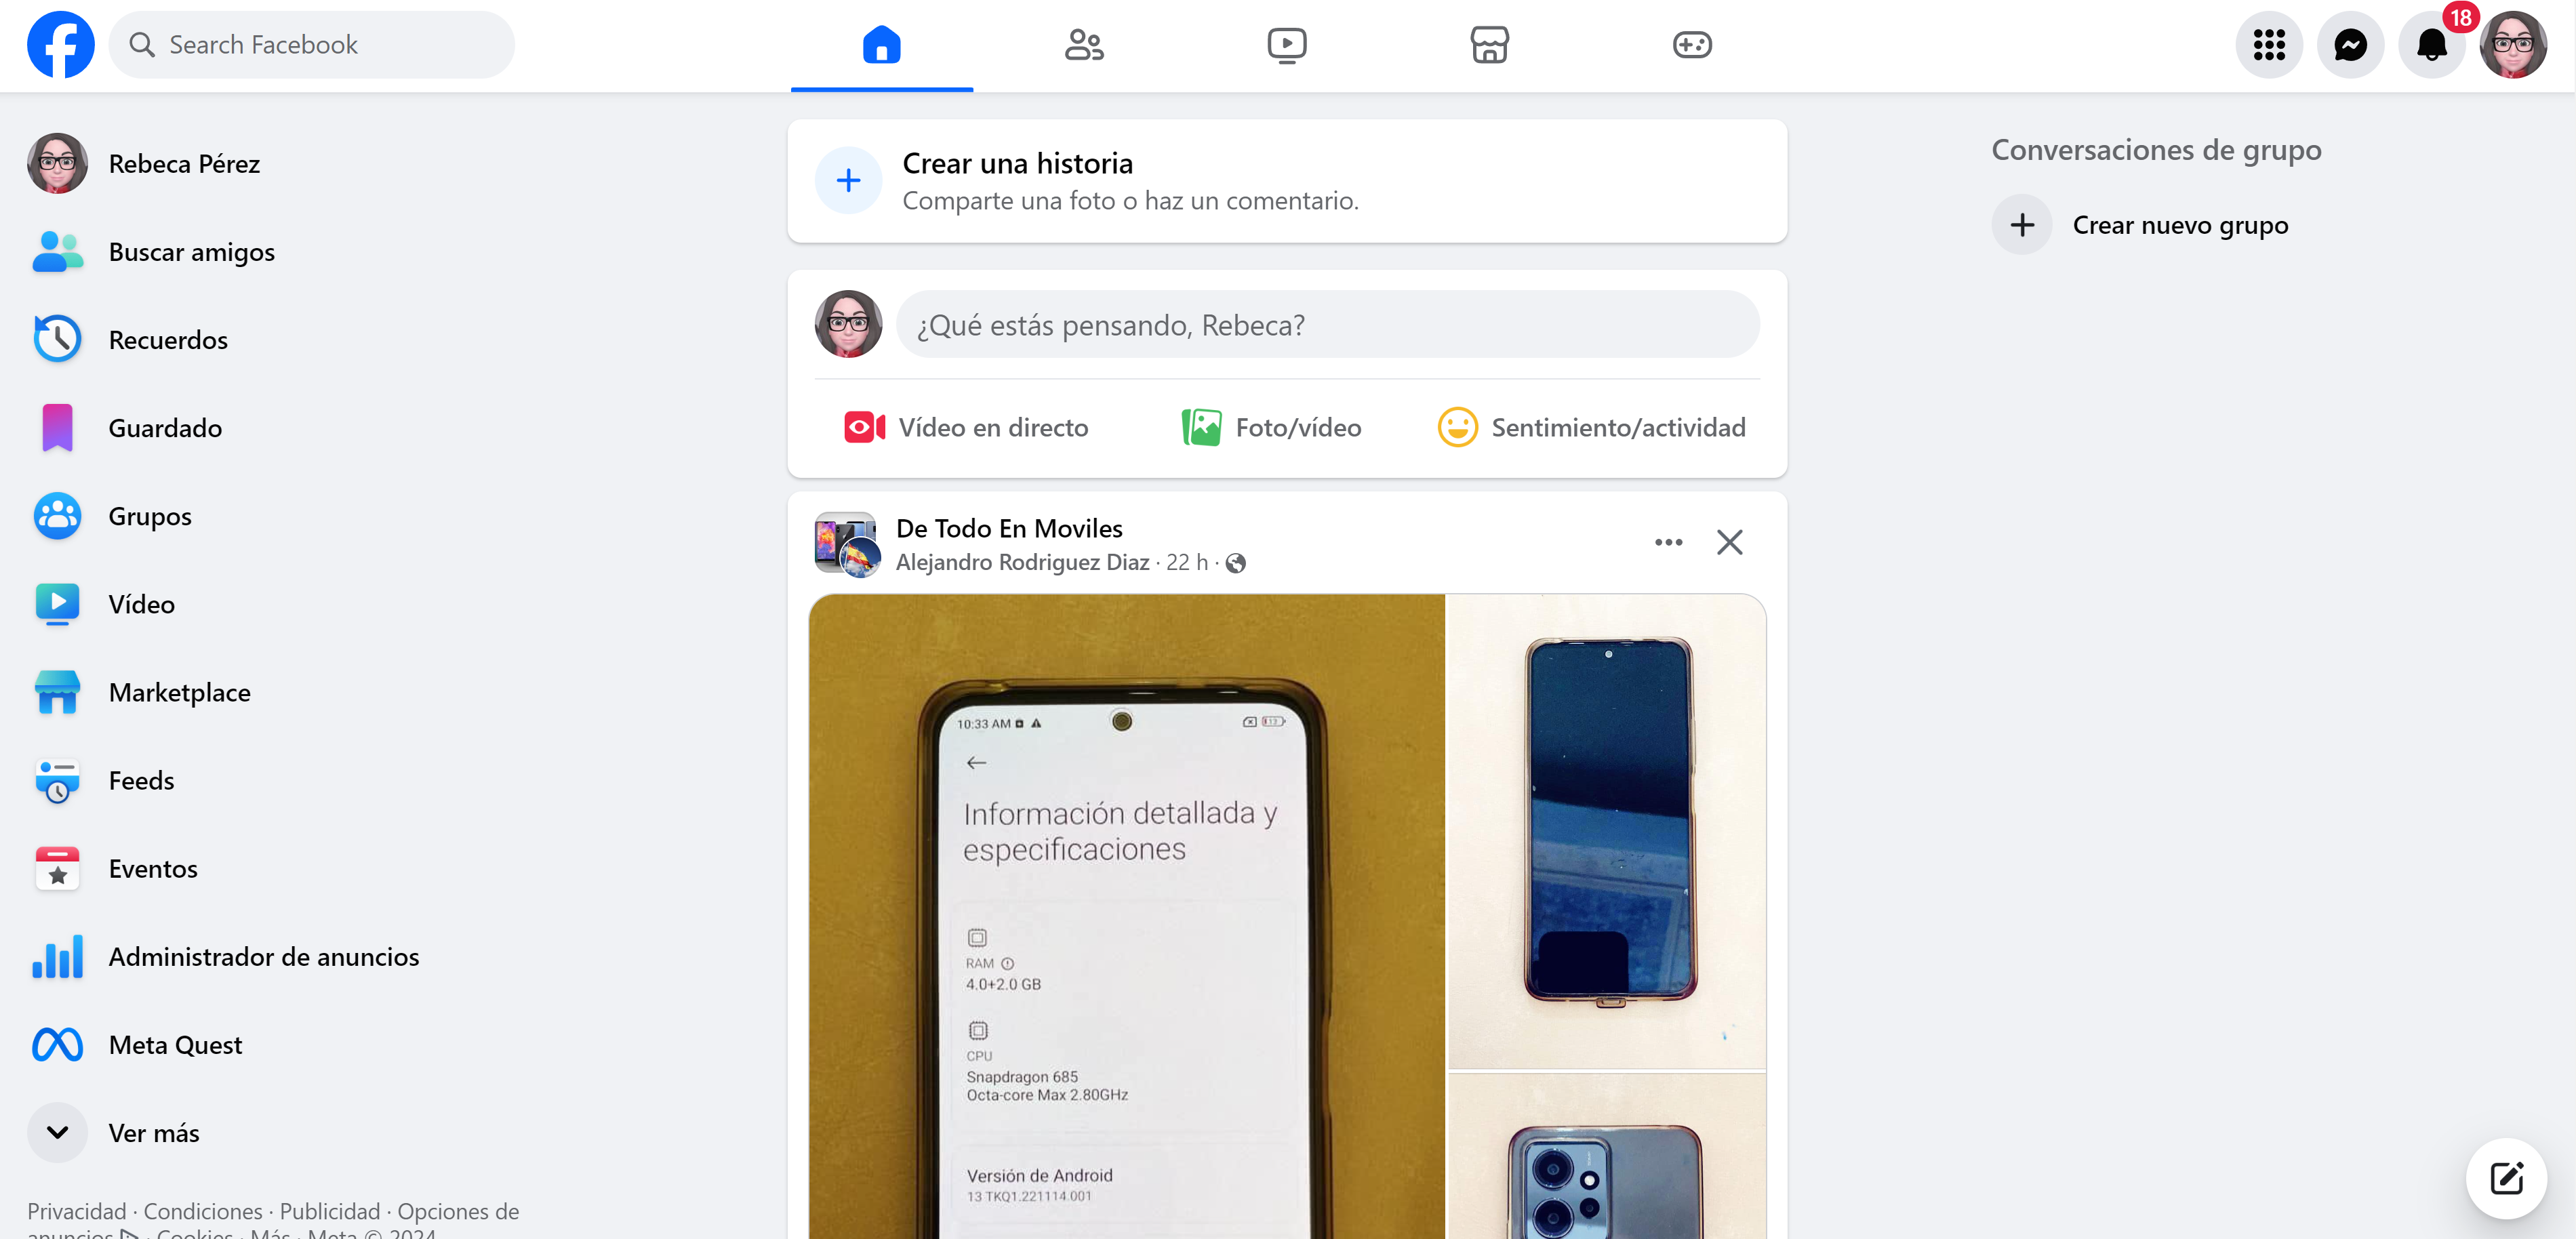 Search Facebook
18
Rebeca Pérez
Buscar amigos
Recuerdos
Guardado
Grupos
Vídeo
Marketplace
Feeds
Eventos
Administrador de anuncios
Meta Quest
Ver más
Privacidad · Condiciones · Publicidad · Opciones de
anuncios · Cookies · Más · Meta © 2024
Crear una historia
Comparte una foto o haz un comentario.
¿Qué estás pensando, Rebeca?
Vídeo en directo
Foto/vídeo
Sentimiento/actividad
De Todo En Moviles
Alejandro Rodriguez Diaz · 22 h ·
10:33 AM
13
Información detallada y
especificaciones
RAM
4.0+2.0 GB
CPU
Snapdragon 685
Octa-core Max 2.80GHz
Versión de Android
13 TKQ1.221114.001
Conversaciones de grupo
Crear nuevo grupo